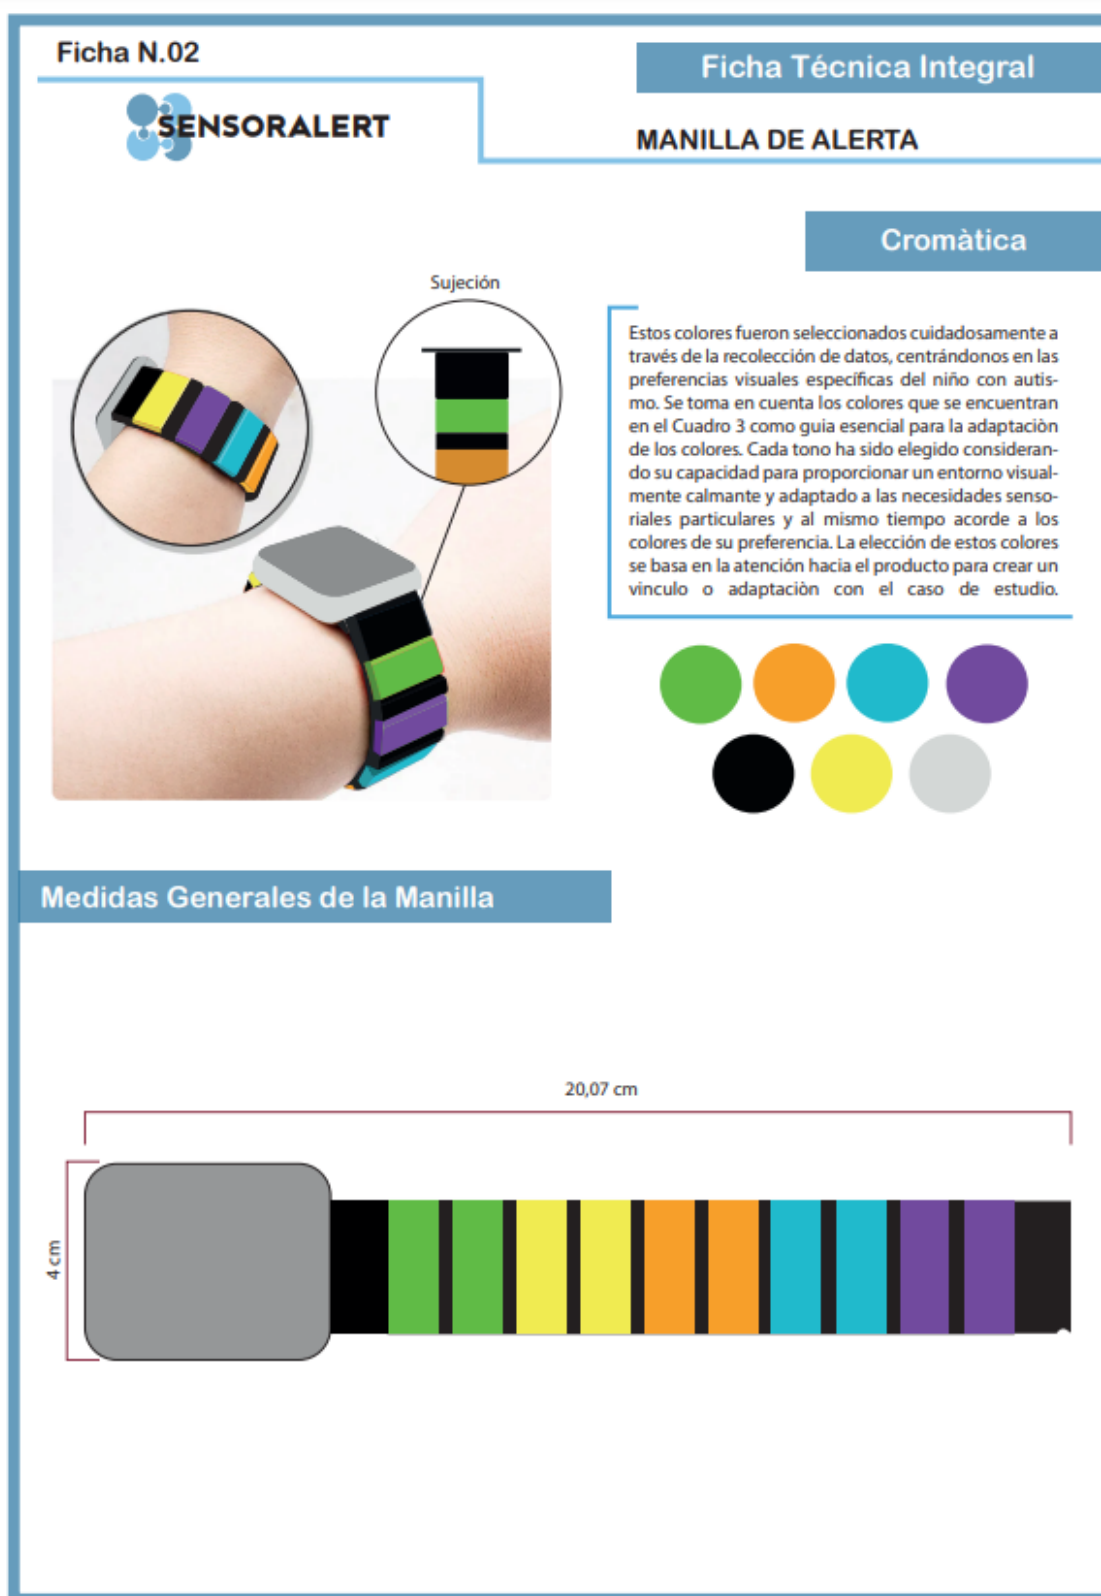 Ficha N.02
Ficha Técnica Integral
SENSORALERT
MANILLA DE ALERTA
Cromàtica
Sujeción
Estos colores fueron seleccionados cuidadosamente a
través de la recolección de datos, centrándonos en las
preferencias visuales específicas del niño con autis-
mo. Se toma en cuenta los colores que se encuentran
en el Cuadro 3 como guia esencial para la adaptaciòn
de los colores. Cada tono ha sido elegido consideran-
do su capacidad para proporcionar un entorno visual-
mente calmante y adaptado a las necesidades senso-
riales particulares y al mismo tiempo acorde a los
colores de su preferencia. La elección de estos colores
se basa en la atención hacia el producto para crear un
vinculo o adaptaciòn con el caso de estudio.
Medidas Generales de la Manilla
20,07 cm
4 cm